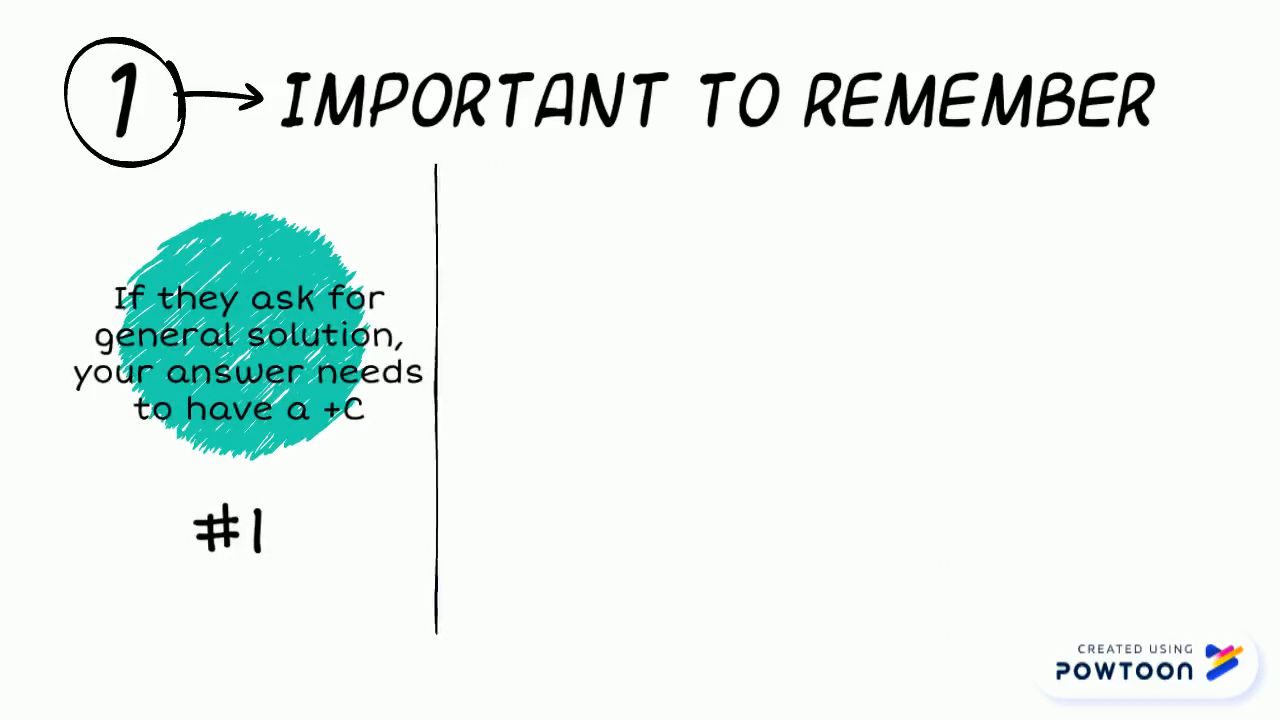 1 IMPORTANT TO REMEMBER
If they ask for
general solution,
your answer needs
to have a +C
#1
CREATED USING
POWTOON